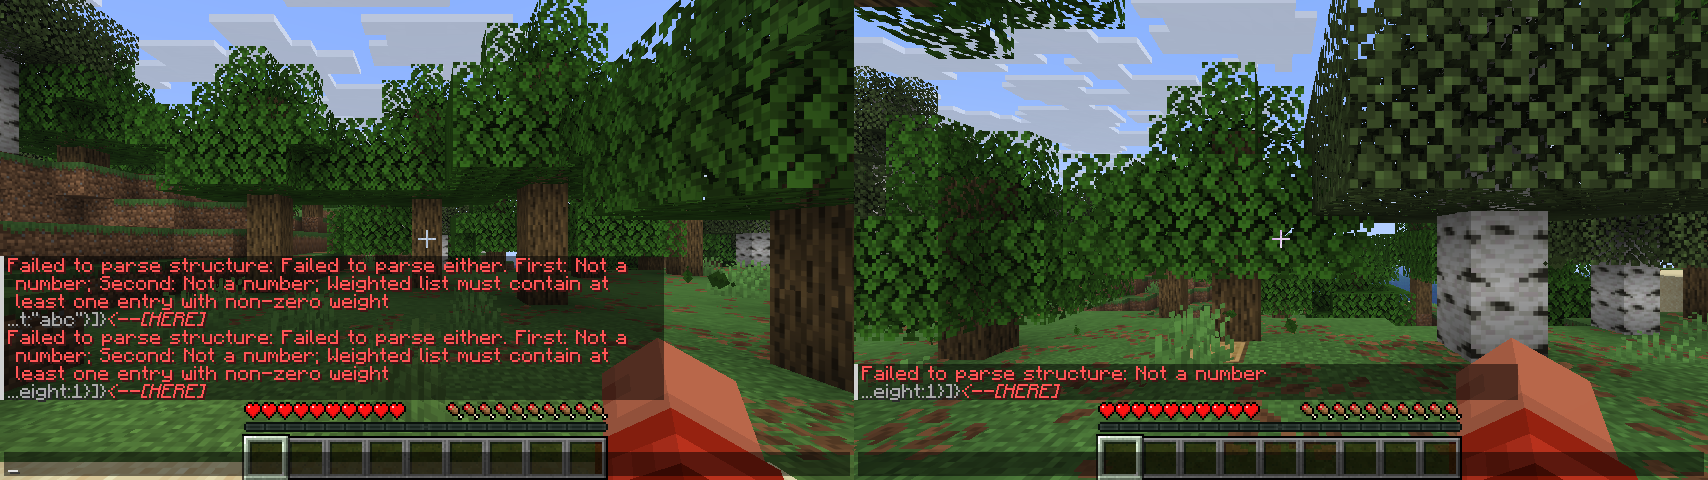 Failed to parse structure: Failed to parse either. First: Not a
number; Second: Not a number; Weighted list must contain at
least one entry with non-zero weight
...t:"abc"}]}<--[HERE]
Failed to parse structure: Failed to parse either. First: Not a
number; Second: Not a number; Weighted list must contain at
least one entry with non-zero weight
...eight:1}]}<--[HERE]
_
Failed to parse structure: Not a number
...eight:1}]}<--[HERE]